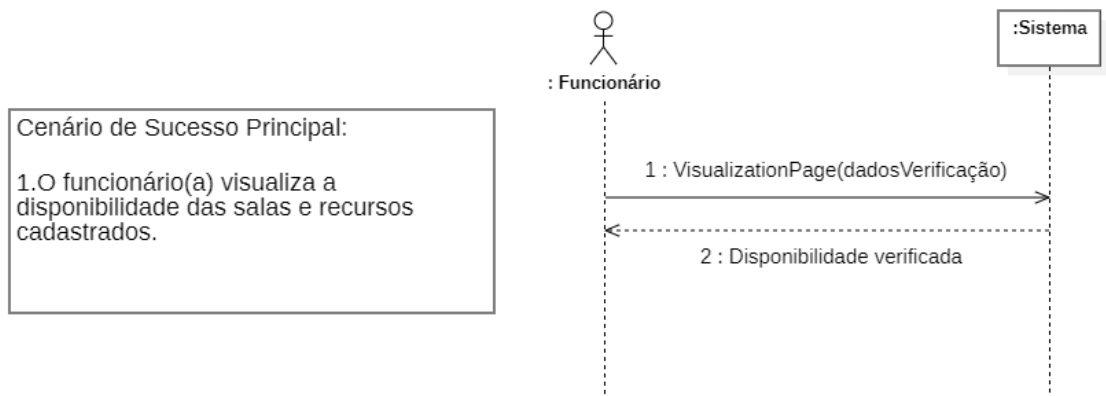 Cenário de Sucesso Principal:
1.O funcionário(a) visualiza a
disponibilidade das salas e recursos
cadastrados.
: Funcionário
:Sistema
1 : VisualizationPage(dadosVerificação)
2 : Disponibilidade verificada